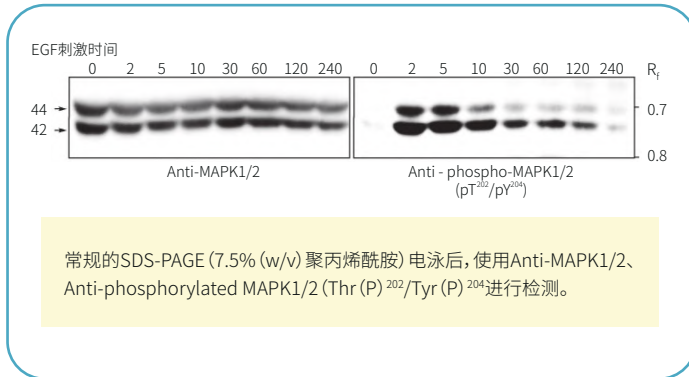 EGF刺激时间
0 2 5 10 30 60 120 240 0 2 5 10 30 60 120 240 Rf
44 0.7
42
0.8
Anti-MAPK1/2 Anti - phospho-MAPK1/2
(pT202/pY204)
常规的SDS-PAGE(7.5%(w/v)聚丙烯酰胺)电泳后,使用Anti-MAPK1/2、
Anti-phosphorylated MAPK1/2(Thr(P)202/Tyr(P)204进行检测。